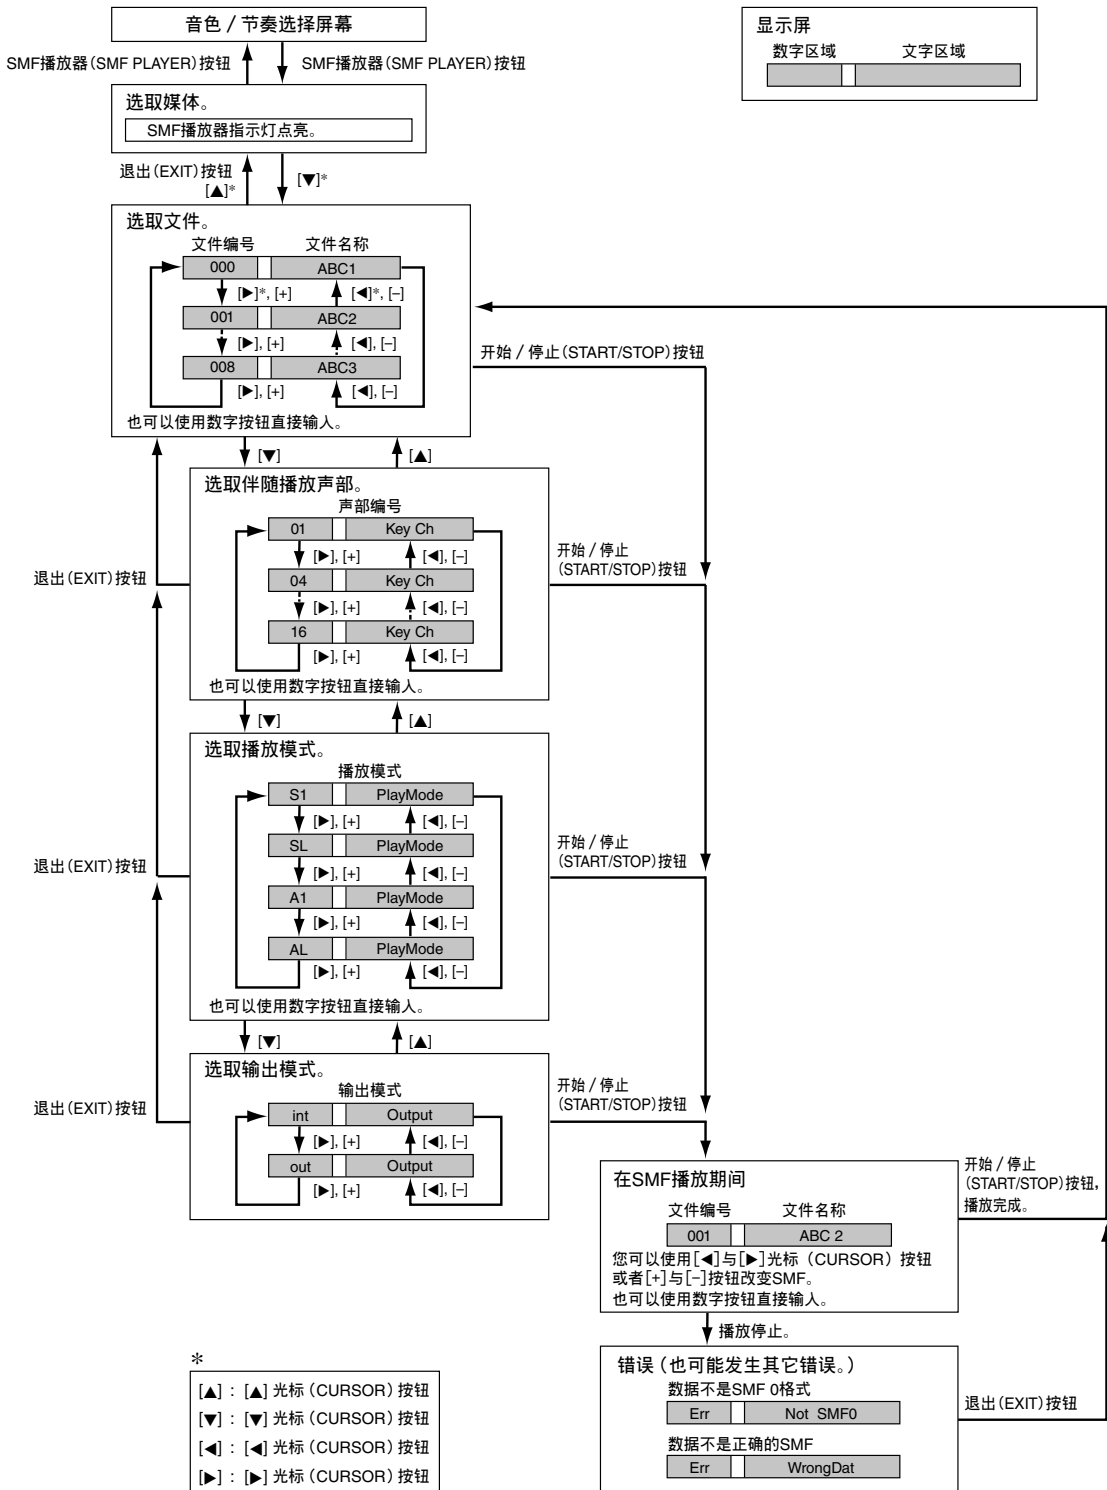 音色／节奏选择屏幕
SMF播放器(SMF PLAYER)按钮
SMF播放器(SMF PLAYER)按钮
显示屏
数字区域
文字区域
选取媒体。
SMF播放器指示灯点亮。
退出(EXIT)按钮
[▲]*
[▼]*
选取文件。
文件编号
文件名称
000
ABC1
[▶]*, [+]
[◀]*, [–]
001
ABC2
[▶], [+]
[◀], [–]
008
ABC3
[▶], [+]
[◀], [–]
也可以使用数字按钮直接输入。
开始／停止(START/STOP)按钮
[▼]
[▲]
选取伴随播放声部。
声部编号
01
Key Ch
[▶], [+]
[◀], [–]
04
Key Ch
[▶], [+]
[◀], [–]
16
Key Ch
[▶], [+]
[◀], [–]
也可以使用数字按钮直接输入。
退出(EXIT)按钮
开始／停止
(START/STOP)按钮
[▼]
[▲]
选取播放模式。
播放模式
S1
PlayMode
[▶], [+]
[◀], [–]
SL
PlayMode
[▶], [+]
[◀], [–]
A1
PlayMode
[▶], [+]
[◀], [–]
AL
PlayMode
[▶], [+]
[◀], [–]
也可以使用数字按钮直接输入。
退出(EXIT)按钮
开始／停止
(START/STOP)按钮
[▼]
[▲]
选取输出模式。
输出模式
int
Output
[▶], [+]
[◀], [–]
out
Output
[▶], [+]
[◀], [–]
退出(EXIT)按钮
开始／停止
(START/STOP)按钮
在SMF播放期间
文件编号
文件名称
001
ABC 2
您可以使用[◀]与[▶]光标（CURSOR）按钮
或者[+]与[–]按钮改变SMF。
也可以使用数字按钮直接输入。
开始／停止
(START/STOP)按钮，
播放完成。
播放停止。
错误（也可能发生其它错误。）
数据不是SMF 0格式
Err
Not SMF0
数据不是正确的SMF
Err
WrongDat
退出(EXIT)按钮
*
[▲]：[▲]光标（CURSOR）按钮
[▼]：[▼]光标（CURSOR）按钮
[◀]：[◀]光标（CURSOR）按钮
[▶]：[▶]光标（CURSOR）按钮